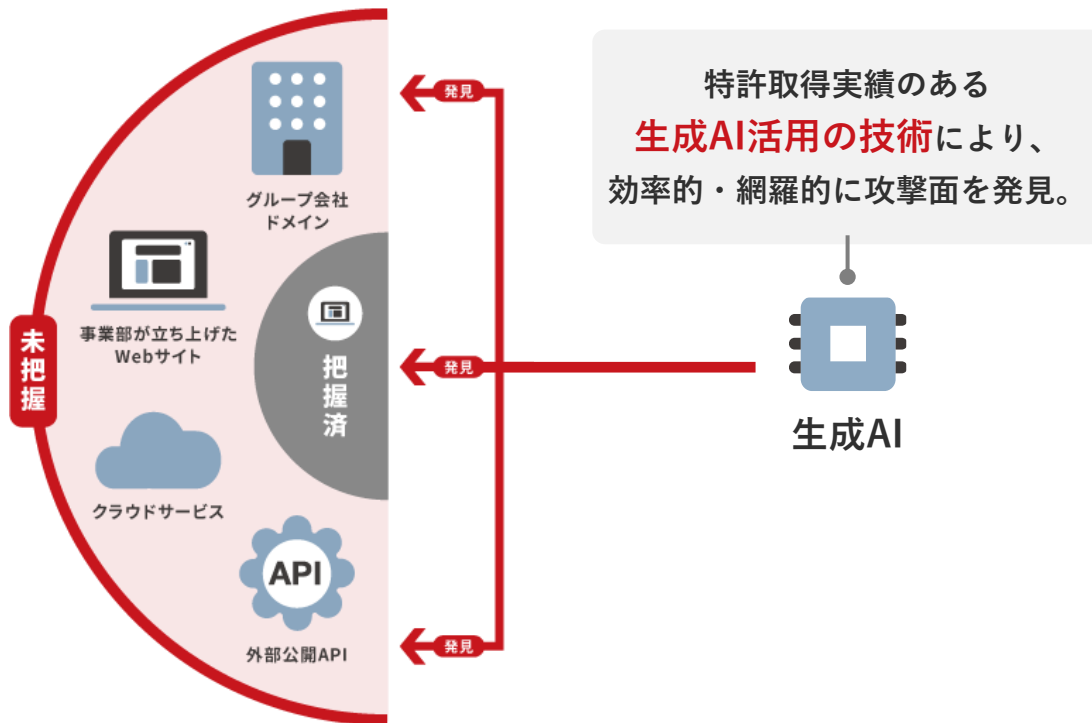 特許取得実績のある
生成AI活用の技術により、
効率的・網羅的に攻撃面を発見。
生成AI
発見
発見
発見
未把握
グループ会社
ドメイン
事業部が立ち上げた
Webサイト
把握済
クラウドサービス
API
外部公開API